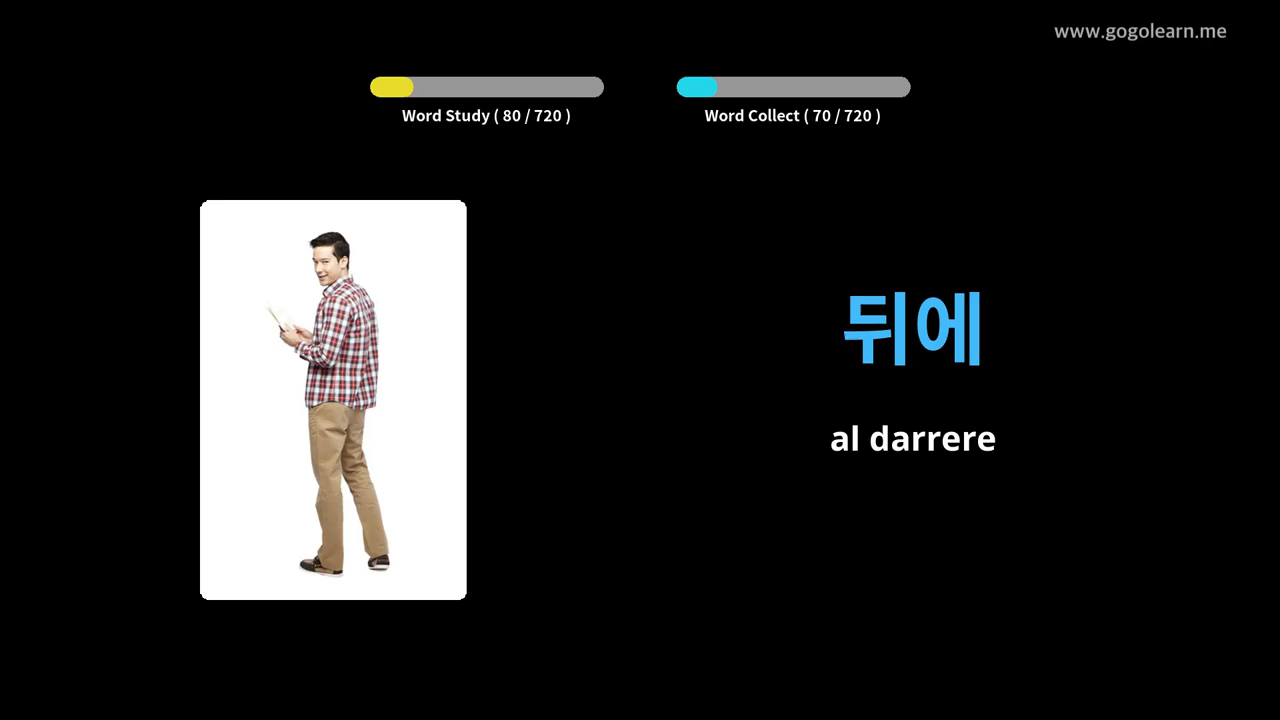 www.gogolearn.me
Word Study ( 80 / 720 )
Word Collect ( 70 / 720 )
뒤에
al darrere